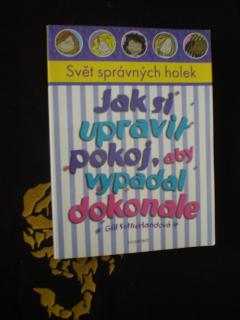 Svět správných holek
Jak si
upravit
pokoj, aby
vypadal
dokonale
Gill Sutherlandová